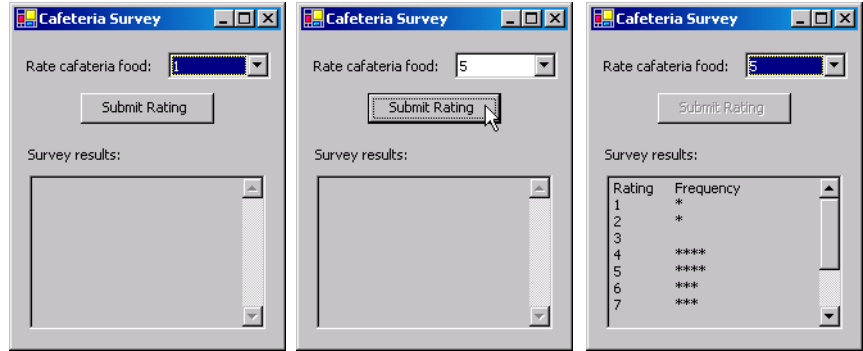 Cafeteria Survey
Rate cafateria food: 1
Submit Rating
Survey results:
Cafeteria Survey
Rate cafateria food: 5
Submit Rating
Survey results:
Cafeteria Survey
Rate cafateria food: 5
Submit Rating
Survey results:
Rating Frequency
1 *
2 *
3
4 ****
5 ****
6 ***
7 ***